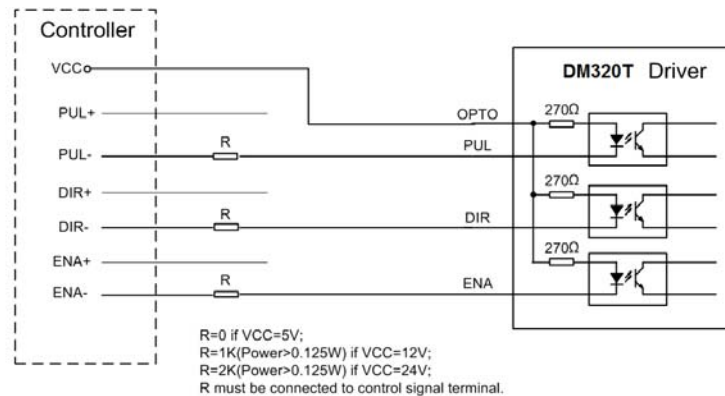 Controller
DM320T Driver
VCC
OPTO
270Ω
PUL+
R
PUL-
PUL
DIR+
270Ω
R
DIR-
DIR
ENA+
270Ω
R
ENA-
ENA
R=0 if VCC=5V;
R=1K(Power>0.125W) if VCC=12V;
R=2K(Power>0.125W) if VCC=24V;
R must be connected to control signal terminal.